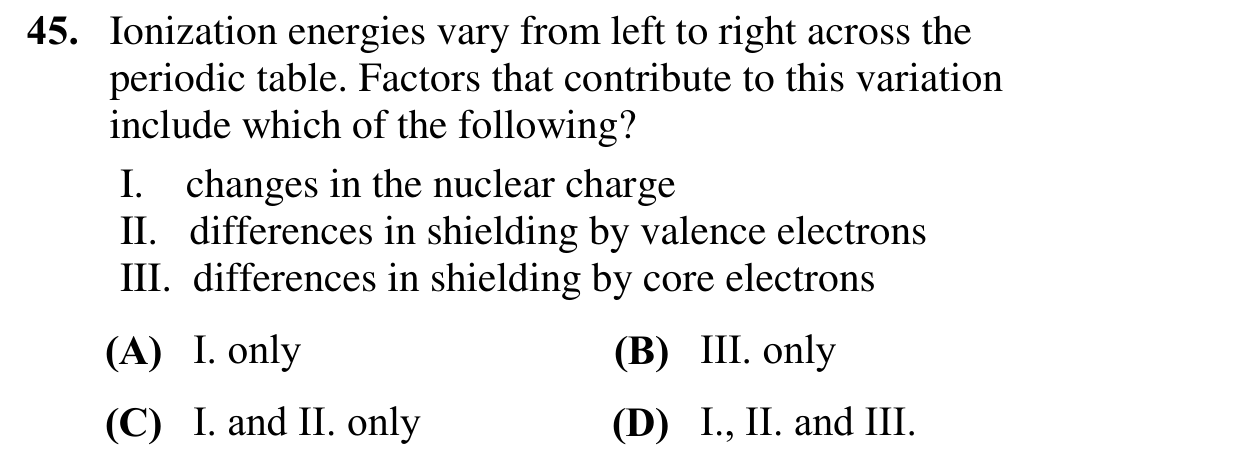 45. Ionization energies vary from left to right across the
periodic table. Factors that contribute to this variation
include which of the following?
I. changes in the nuclear charge
II. differences in shielding by valence electrons
III. differences in shielding by core electrons
(A) I. only (B) III. only
(C) I. and II. only (D) I., II. and III.